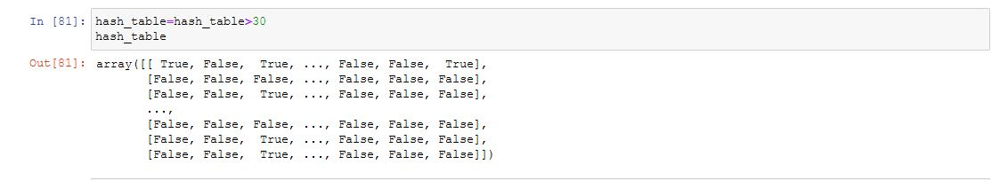 In [81]: hash_table=hash_table>30
hash_table
Out[81]: array([[ True, False,  True, ..., False, False,  True],
       [False, False, False, ..., False, False, False],
       [False, False,  True, ..., False, False, False],
       ...,
       [False, False, False, ..., False, False, False],
       [False, False,  True, ..., False, False, False],
       [False, False,  True, ..., False, False, False]])